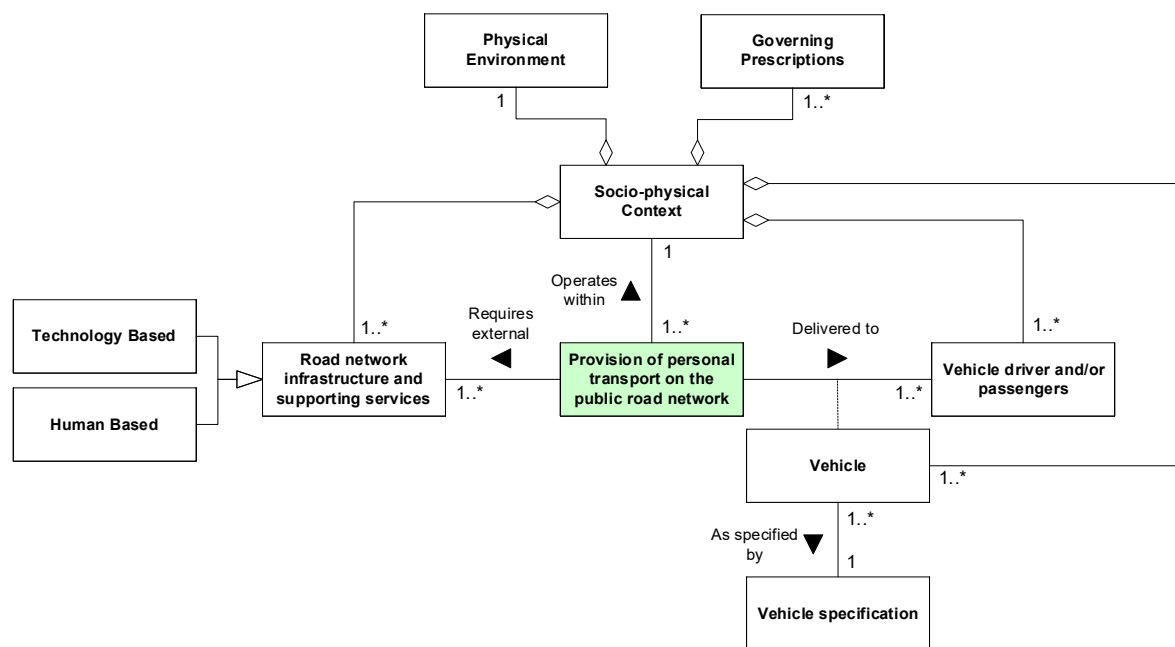 Physical
Environment
Governing
Prescriptions
1
1..*
Socio-physical
Context
1
Operates
within
Requires
external
Delivered to
Technology Based
1..*
1..*
1..*
Road network
infrastructure and
supporting services
Provision of personal
transport on the
public road network
Vehicle driver and/or
passengers
1..*
1..*
Human Based
Vehicle
1..*
1..*
As specified
by
1
Vehicle specification